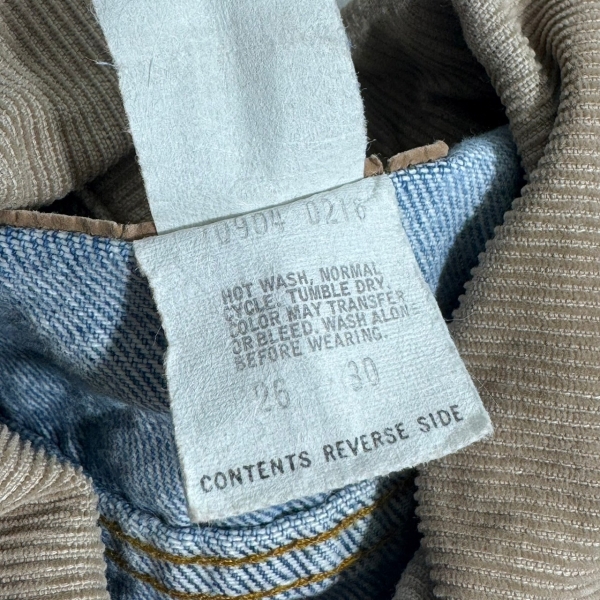 0904 0218
HOT WASH, NORMAL
CYCLE, TUMBLE DRY.
COLOR MAY TRANSFER
OR BLEED. WASH ALONE
BEFORE WEARING.
26 30
CONTENTS REVERSE SIDE